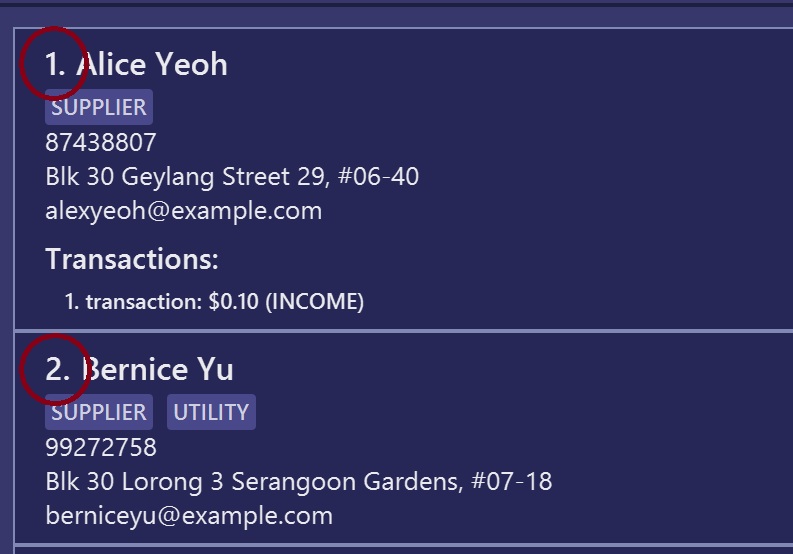 1. Alice Yeoh
SUPPLIER
87438807
Blk 30 Geylang Street 29, #06-40
alexyeoh@example.com
Transactions:
1. transaction: $0.10 (INCOME)
2. Bernice Yu
SUPPLIER UTILITY
99272758
Blk 30 Lorong 3 Serangoon Gardens, #07-18
berniceyu@example.com